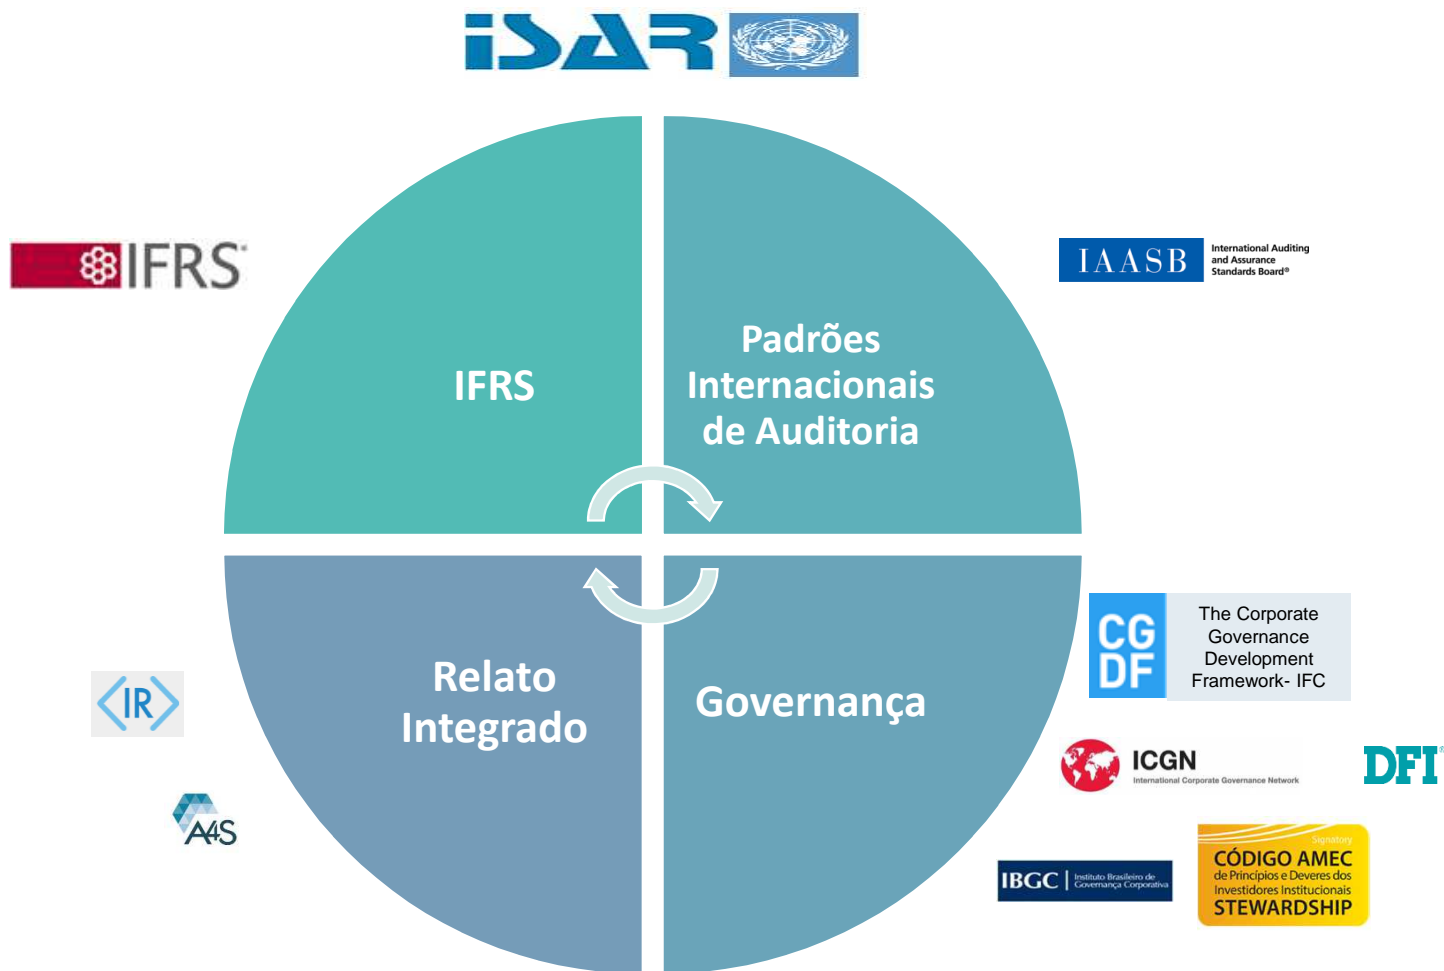 iSAR
IFRS
IAASB
International Auditing
and Assurance
Standards Board®
IFRS
Padrões
Internacionais
de Auditoria
Relato
Integrado
Governança
CG
DF
The Corporate
Governance
Development
Framework- IFC
<IR>
ICGN
International Corporate Governance Network
DFI®
A4S
IBGC
Instituto Brasileiro de
Governança Corporativa
Signatory
CÓDIGO AMEC
de Princípios e Deveres dos
Investidores Institucionais
STEWARDSHIP